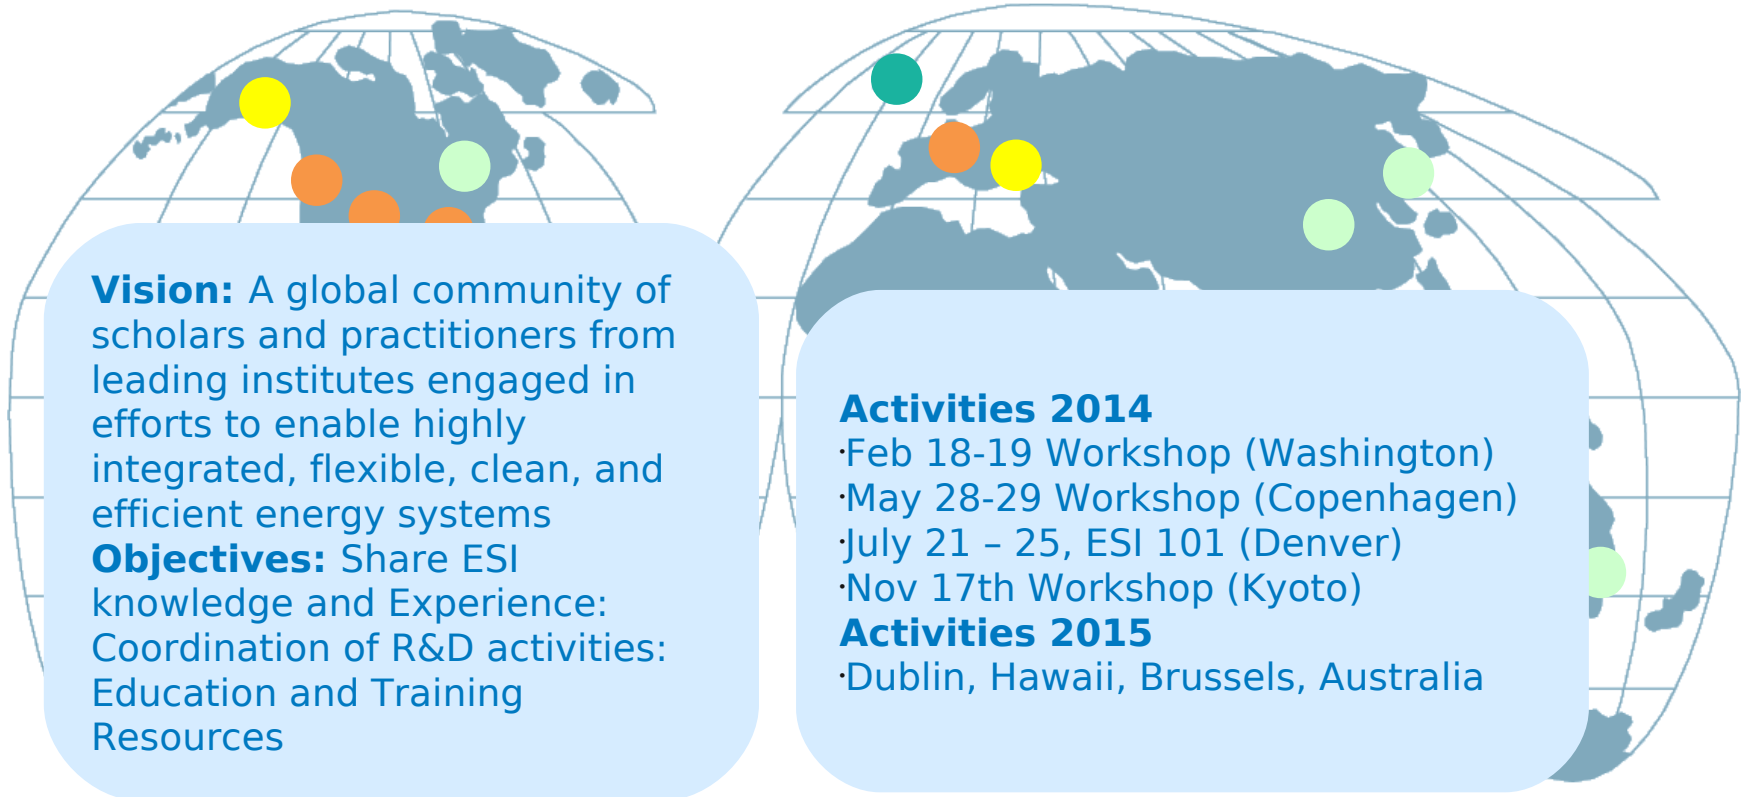 Vision: A global community of
scholars and practitioners from
leading institutes engaged in
efforts to enable highly
integrated, flexible, clean, and
efficient energy systems
Objectives: Share ESI
knowledge and Experience:
Coordination of R&D activities:
Education and Training
Resources
Activities 2014
·Feb 18-19 Workshop (Washington)
·May 28-29 Workshop (Copenhagen)
·July 21 – 25, ESI 101 (Denver)
·Nov 17th Workshop (Kyoto)
Activities 2015
·Dublin, Hawaii, Brussels, Australia